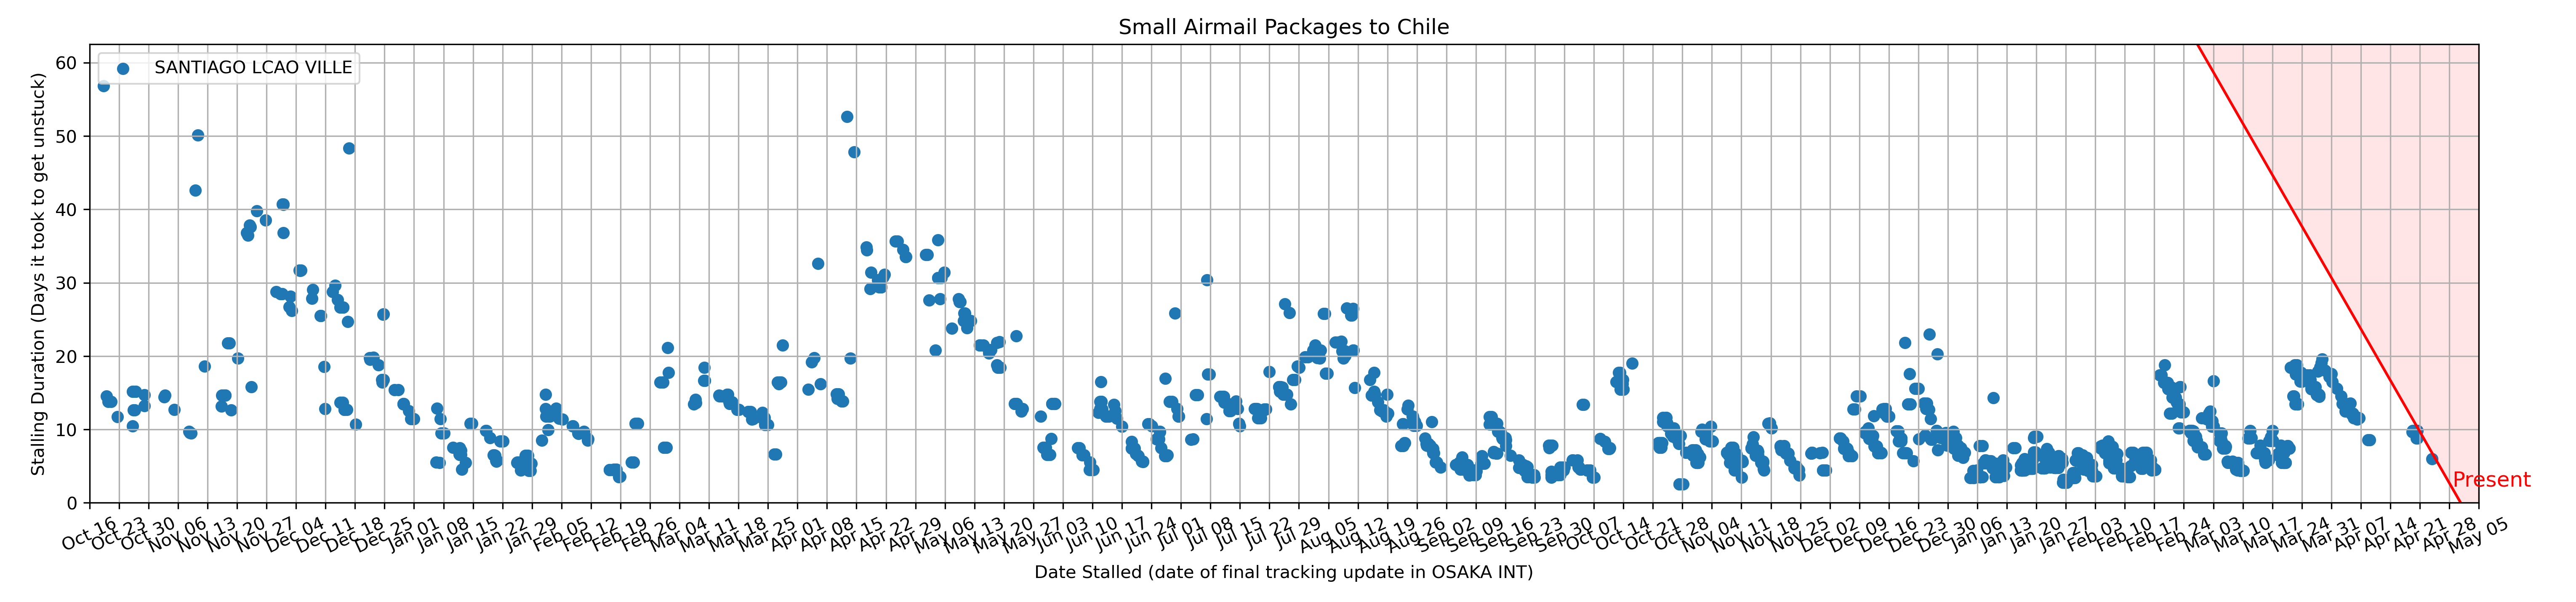 Small Airmail Packages to Chile
SANTIAGO LCAO VILLE
Stalling Duration (Days it took to get unstuck)
60
50
40
30
20
10
0
Present
Oct 16
Oct 23
Oct 30
Nov 06
Nov 13
Nov 20
Nov 27
Dec 04
Dec 11
Dec 18
Dec 25
Jan 01
Jan 08
Jan 15
Jan 22
Jan 29
Feb 05
Feb 12
Feb 19
Feb 26
Mar 04
Mar 11
Mar 18
Mar 25
Apr 01
Apr 08
Apr 15
Apr 22
Apr 29
May 06
May 13
May 20
May 27
Jun 03
Jun 10
Jun 17
Jun 24
Jul 01
Jul 08
Jul 15
Jul 22
Jul 29
Aug 05
Aug 12
Aug 19
Aug 26
Sep 02
Sep 09
Sep 16
Sep 23
Sep 30
Oct 07
Oct 14
Oct 21
Oct 28
Nov 04
Nov 11
Nov 18
Nov 25
Dec 02
Dec 09
Dec 16
Dec 23
Dec 30
Jan 06
Jan 13
Jan 20
Jan 27
Feb 03
Feb 10
Feb 17
Feb 24
Mar 03
Mar 10
Mar 17
Mar 24
Mar 31
Apr 07
Apr 14
Apr 21
Apr 28
May 05
Date Stalled (date of final tracking update in OSAKA INT)